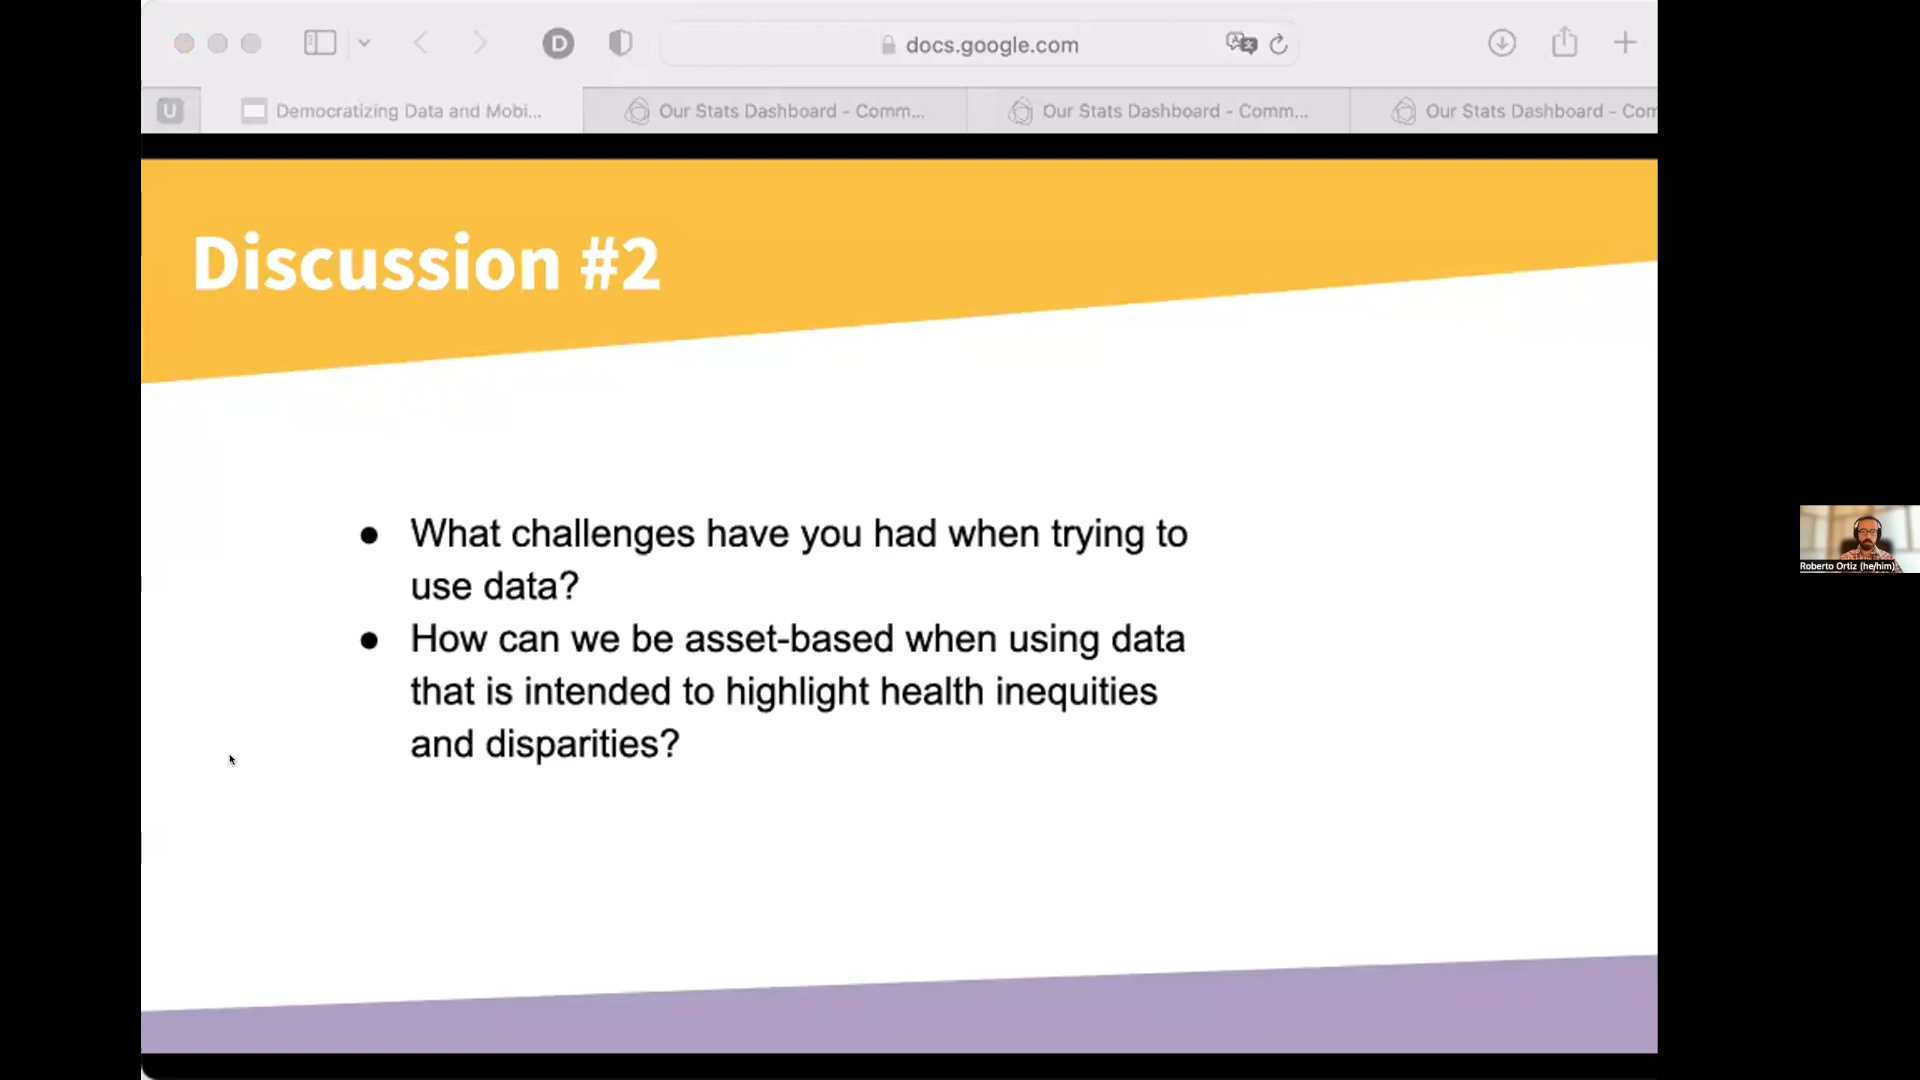 D
docs.google.com
U
Democratizing Data and Mobi...
Our Stats Dashboard - Comm...
Our Stats Dashboard - Comm...
Our Stats Dashboard - Com
Discussion #2
● What challenges have you had when trying to
use data?
● How can we be asset-based when using data
that is intended to highlight health inequities
and disparities?
Roberto Ortiz (he/him)